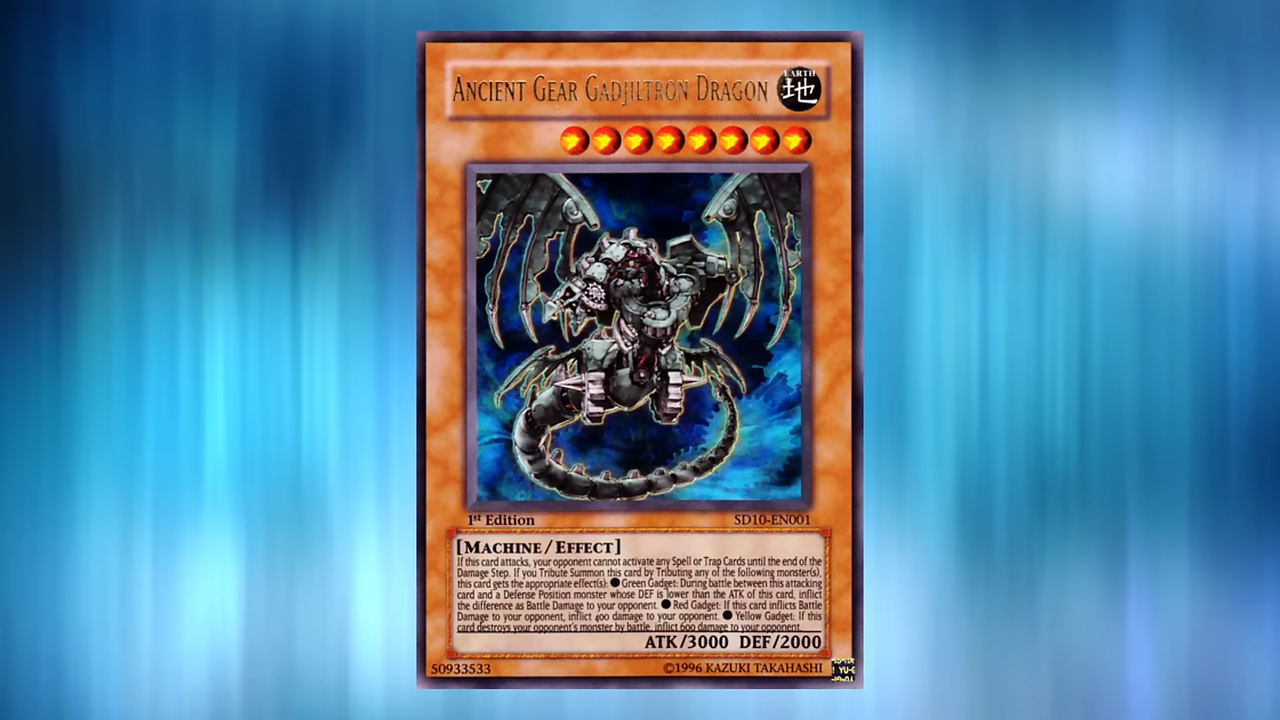 ANCIENT GEAR GADJILTRON DRAGON
EARTH
地
1st Edition
SD10-EN001
[MACHINE/EFFECT]
If this card attacks, your opponent cannot activate any Spell or Trap Cards until the end of the
Damage Step. If you Tribute Summon this card by Tributing any of the following monster(s),
this card gets the appropriate effect(s): ●Green Gadget: During battle between this attacking
card and a Defense Position monster whose DEF is lower than the ATK of this card, inflict
the difference as Battle Damage to your opponent. ●Red Gadget: If this card inflicts Battle
Damage to your opponent, inflict 400 damage to your opponent. ●Yellow Gadget: If this
card destroys your opponent's monster by battle, inflict 600 damage to your opponent.
ATK/3000 DEF/2000
50933533
©1996 KAZUKI TAKAHASHI